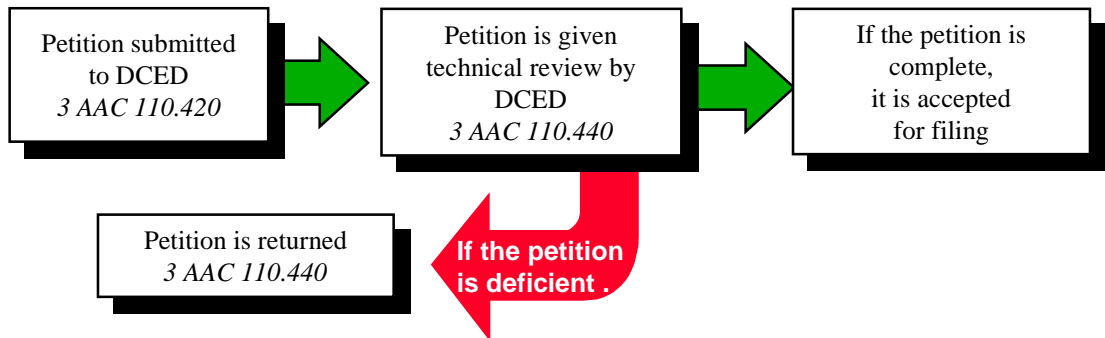 Petition submitted
to DCED
3 AAC 110.420
Petition is given
technical review by
DCED
3 AAC 110.440
If the petition is
complete,
it is accepted
for filing
Petition is returned
3 AAC 110.440
If the petition
is deficient .